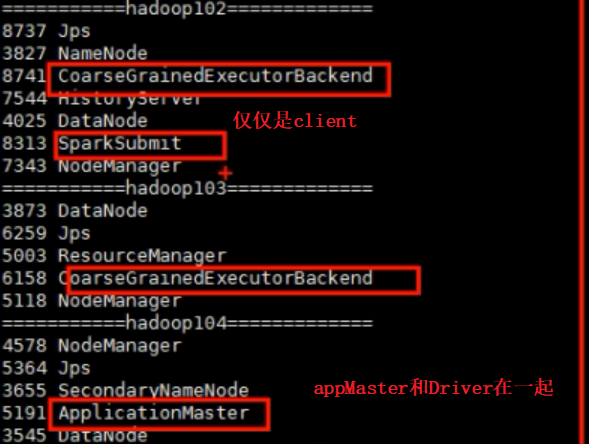 ===========hadoop102=============
8737 Jps
3827 NameNode
8741 CoarseGrainedExecutorBackend
7544 HistoryServer
4025 DataNode
仅仅是client
8313 SparkSubmit
7343 NodeManager
===========hadoop103=============
3873 DataNode
6259 Jps
5003 ResourceManager
6158 CoarseGrainedExecutorBackend
5118 NodeManager
===========hadoop104=============
4578 NodeManager
5364 Jps
3655 SecondaryNameNode
appMaster和Driver在一起
5191 ApplicationMaster
3545 DataNode